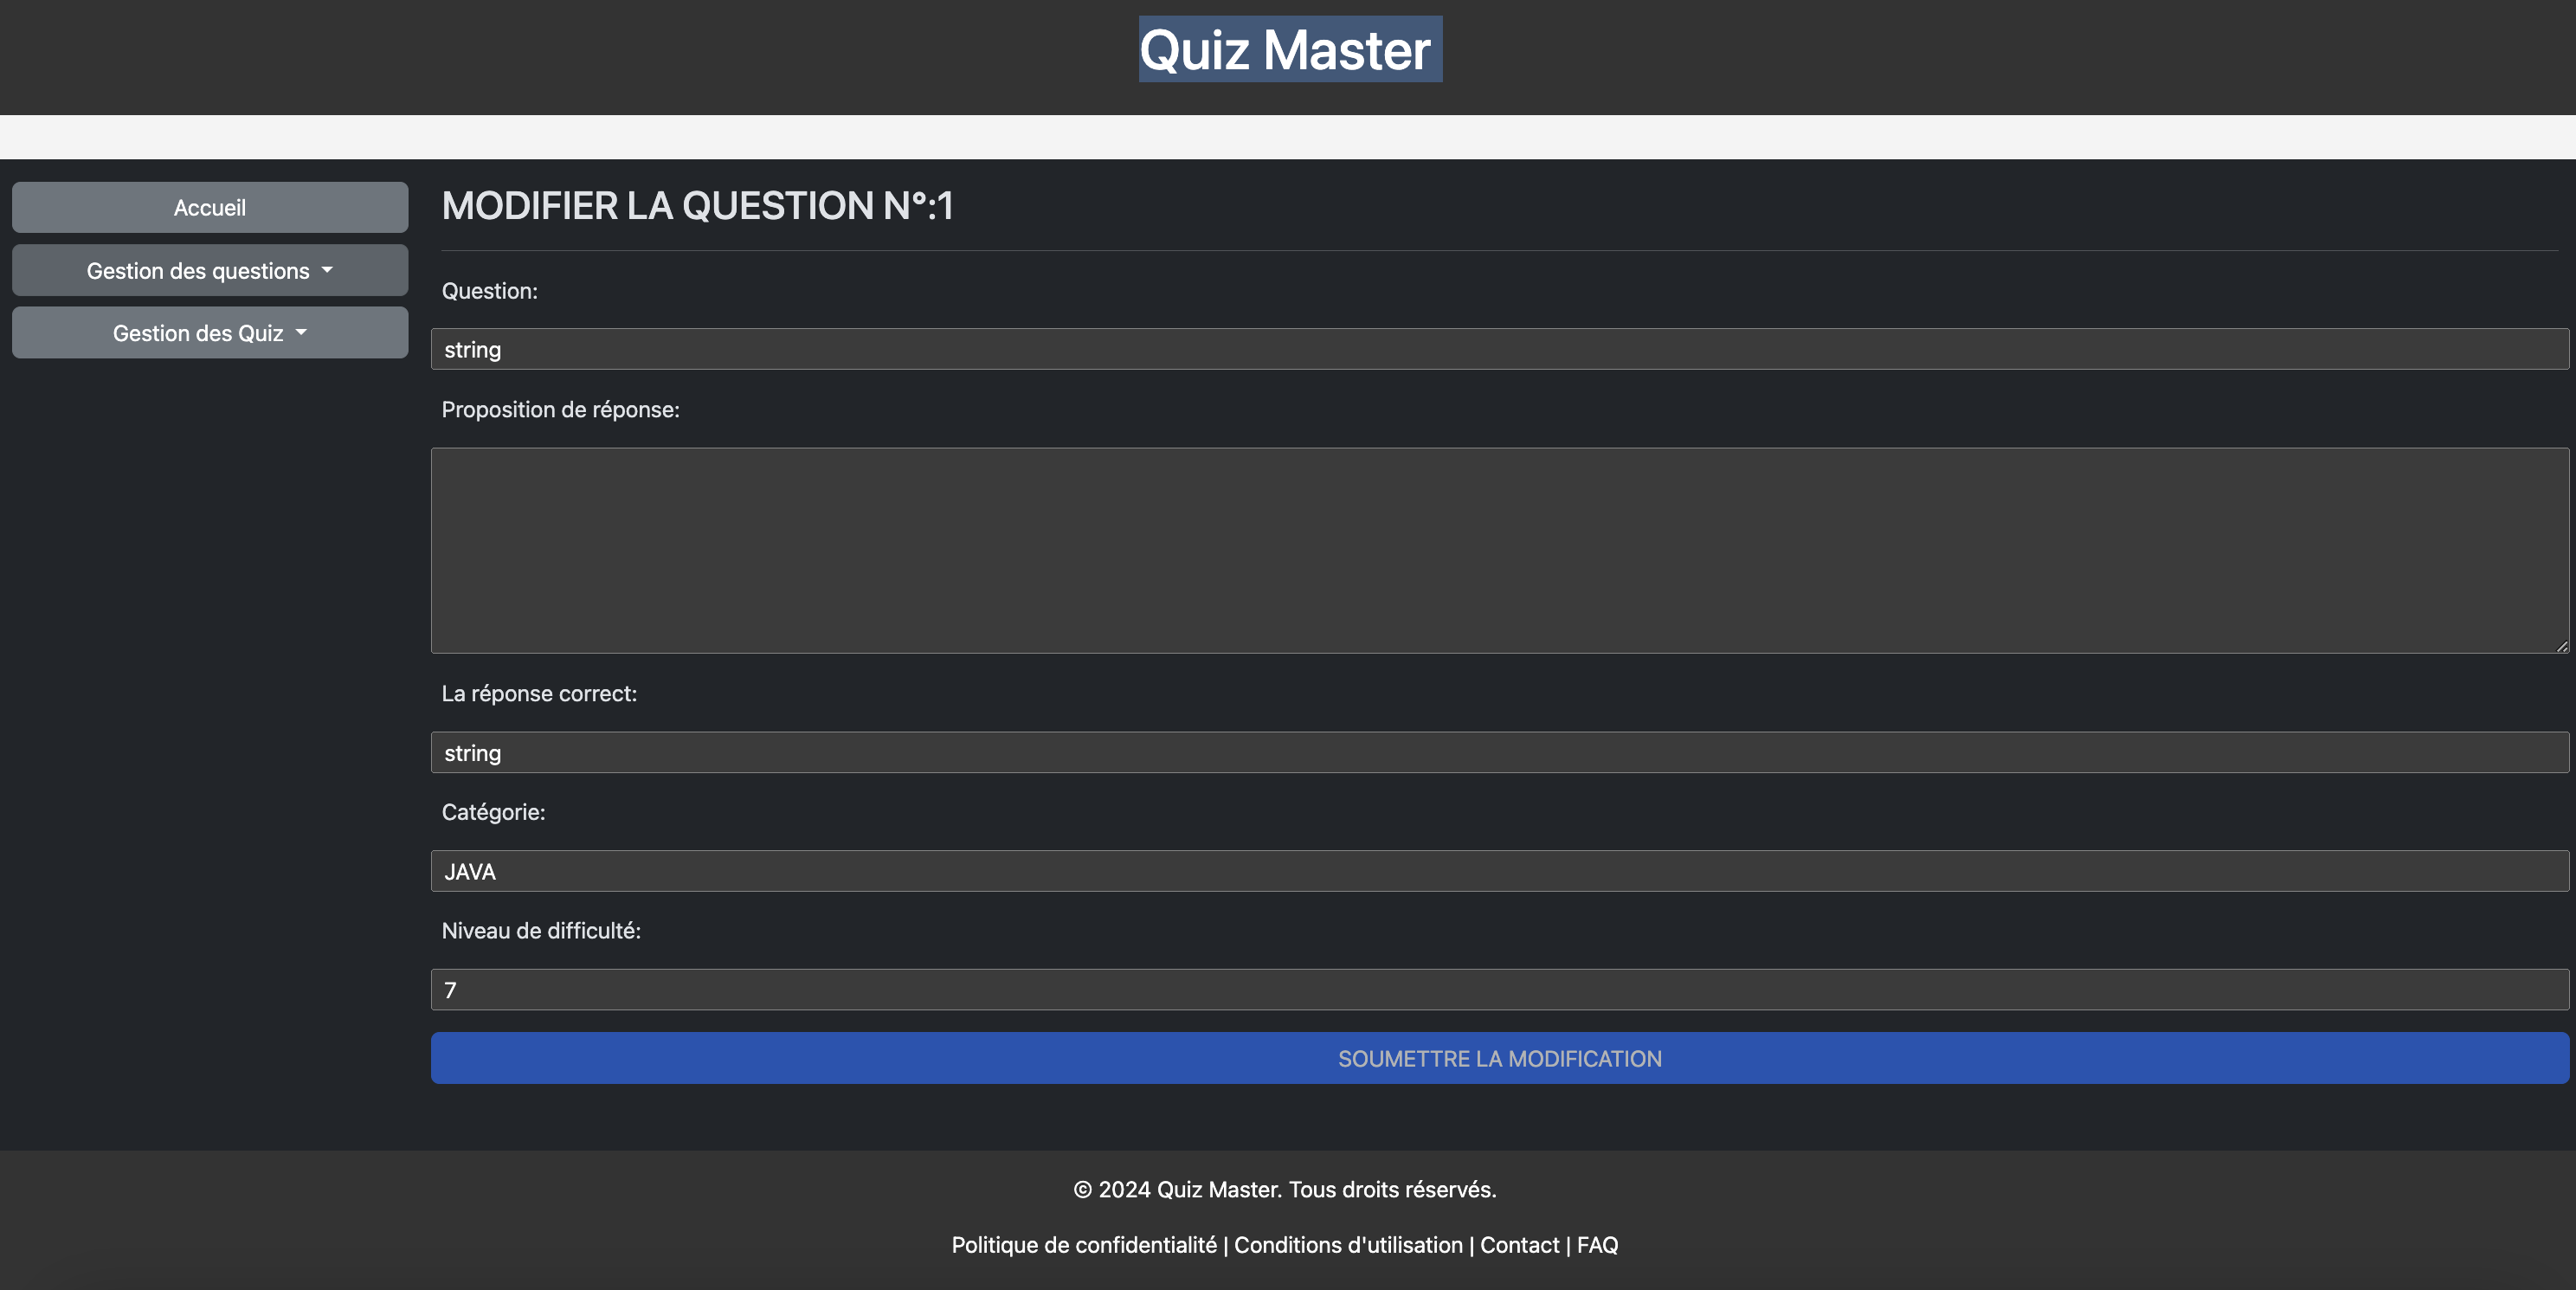 Quiz Master
Accueil
Gestion des questions
Gestion des Quiz
MODIFIER LA QUESTION N°:1
Question:
string
Proposition de réponse:
La réponse correct:
string
Catégorie:
JAVA
Niveau de difficulté:
7
SOUMETTRE LA MODIFICATION
© 2024 Quiz Master. Tous droits réservés.
Politique de confidentialité | Conditions d'utilisation | Contact | FAQ